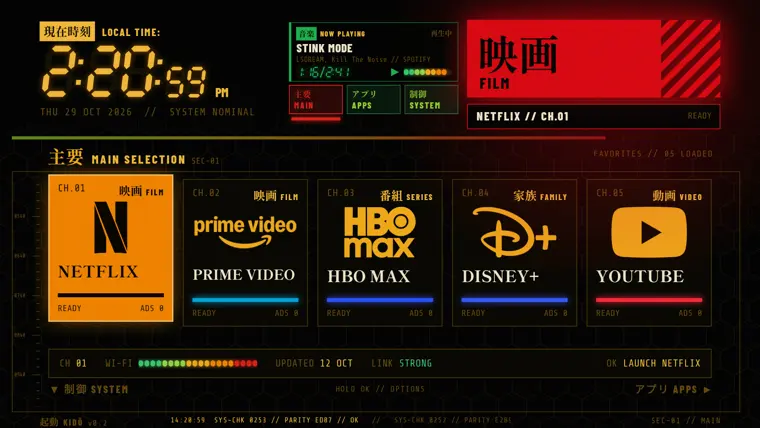 現在時刻 LOCAL TIME:
2:20:59 PM
THU 29 OCT 2026 // SYSTEM NOMINAL
音楽 NOW PLAYING 再生中
STINK MODE
LSDREAM, Kill The Noise // SPOTIFY
1:16/2:41
主要 MAIN
アプリ APPS
制御 SYSTEM
映画
FILM
NETFLIX // CH.01 READY
主要 MAIN SELECTION SEC-01
FAVORITES // 05 LOADED
CH.01 映画 FILM
N
NETFLIX
READY ADS 0
CH.02 映画 FILM
prime video
PRIME VIDEO
READY ADS 0
CH.03 番組 SERIES
HBO max
HBO MAX
READY ADS 0
CH.04 家族 FAMILY
D+
DISNEY+
READY ADS 0
CH.05 動画 VIDEO
YOUTUBE
READY ADS 0
CH 01 WI-FI UPDATED 12 OCT LINK STRONG OK LAUNCH NETFLIX
▼ 制御 SYSTEM HOLD OK // OPTIONS アプリ APPS ►
起動 KIDŌ v0.2 14:20:59 SYS-CHK 0253 // PARITY ED87 // OK // SYS-CHK 0252 // PARITY SEC-01 // MAIN